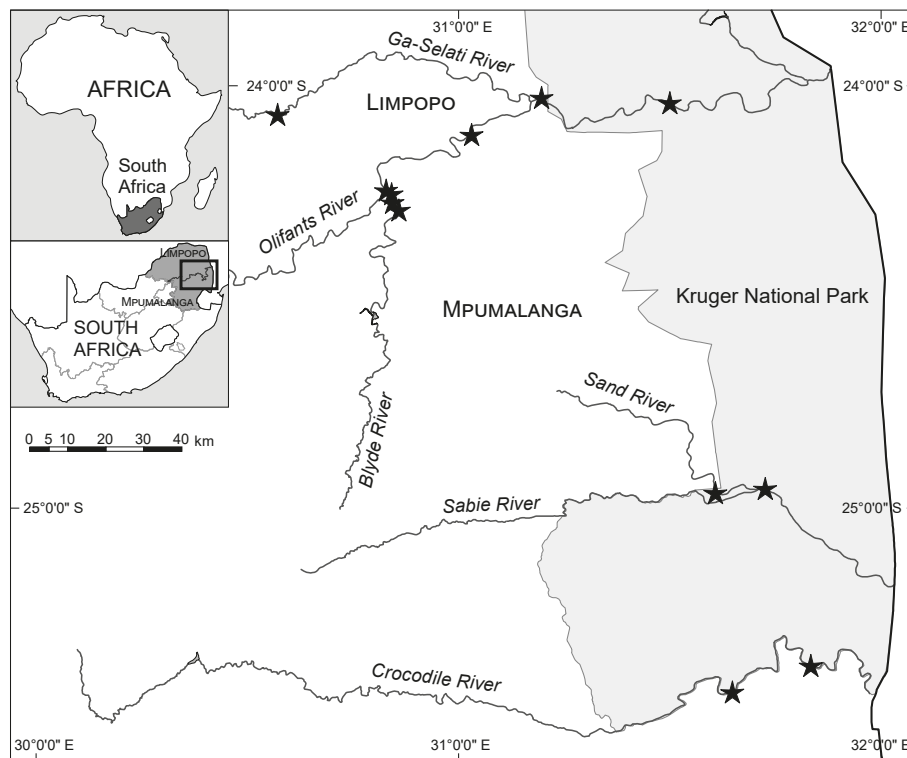 31°0'0" E
32°0'0" E
AFRICA
South
Africa
Ga-Selati River
24°0'0" S
24°0'0" S
LIMPOPO
Olifants River
LIMPOPO
MPUMALANGA
SOUTH
AFRICA
Kruger National Park
MPUMALANGA
Sand River
Blyde River
0 5 10 20 30 40 km
Sabie River
25°0'0" S
25°0'0" S
Crocodile River
30°0'0" E
31°0'0" E
32°0'0" E